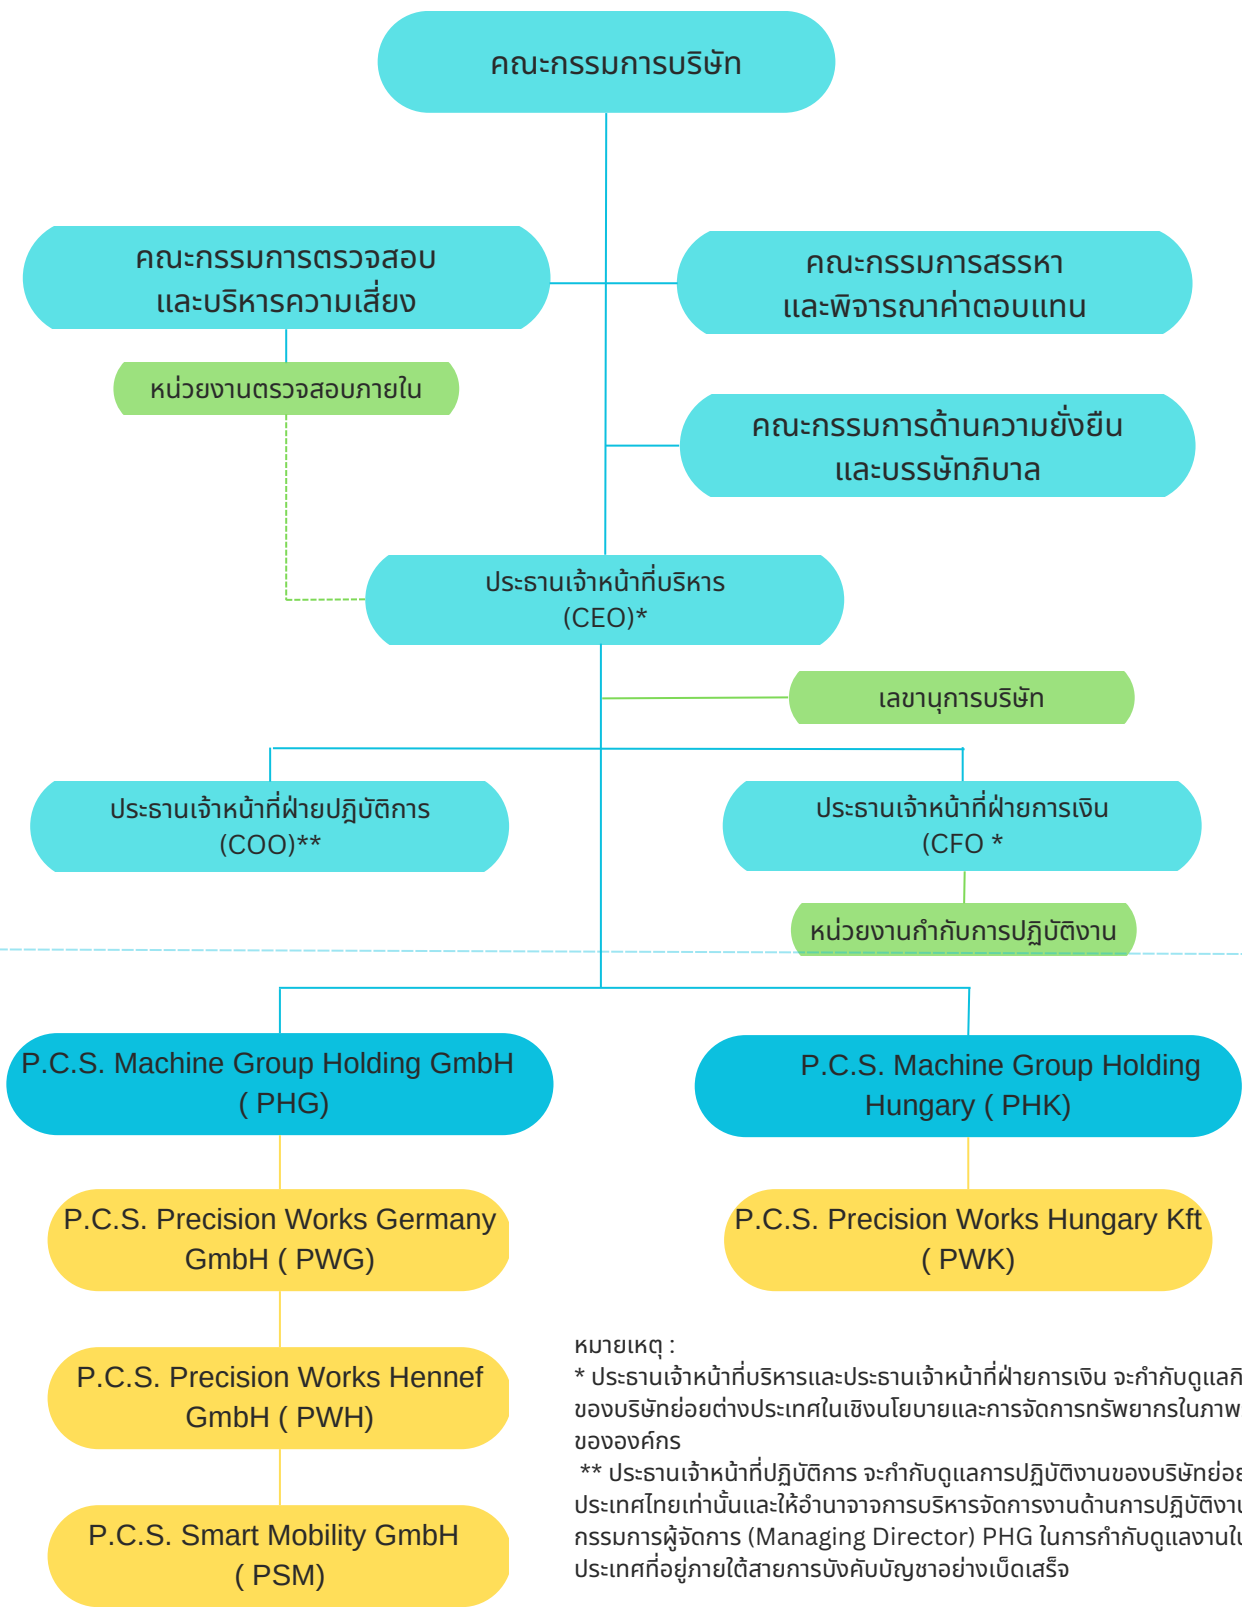 คณะกรรมการบริษัท
คณะกรรมการตรวจสอบ
และบริหารความเสี่ยง
คณะกรรมการสรรหา
และพิจารณาค่าตอบแทน
หน่วยงานตรวจสอบภายใน
คณะกรรมการด้านความยั่งยืน
และบรรษัทภิบาล
ประธานเจ้าหน้าที่บริหาร
(CEO)*
เลขานุการบริษัท
ประธานเจ้าหน้าที่ฝ่ายปฎิบัติการ
(COO)**
ประธานเจ้าหน้าที่ฝ่ายการเงิน
(CFO *
หน่วยงานกำกับการปฏิบัติงาน
P.C.S. Machine Group Holding GmbH
( PHG)
P.C.S. Machine Group Holding
Hungary ( PHK)
P.C.S. Precision Works Germany
GmbH ( PWG)
P.C.S. Precision Works Hungary Kft
( PWK)
P.C.S. Precision Works Hennef
GmbH ( PWH)
P.C.S. Smart Mobility GmbH
( PSM)
หมายเหตุ :
* ประธานเจ้าหน้าที่บริหารและประธานเจ้าหน้าที่ฝ่ายการเงิน จะกำกับดูแล
ของบริษัทย่อยต่างประเทศในเชิงนโยบายและการจัดการทรัพยากรในภาพ
ขององค์กร
** ประธานเจ้าหน้าที่ปฏิบัติการ จะกำกับดูแลการปฏิบัติงานของบริษัทย่อย
ประเทศไทยเท่านั้นและให้อำนาจาจการบริหารจัดการงานด้านการปฏิบัติงาน
กรรมการผู้จัดการ (Managing Director) PHG ในการกำกับดูแลงานใน
ประเทศที่อยู่ภายใต้สายการบังคับบัญชาอย่างเบ็ดเสร็จ